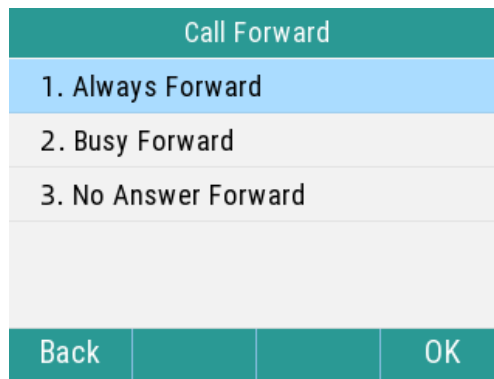 Call Forward
1. Always Forward
2. Busy Forward
3. No Answer Forward
Back OK